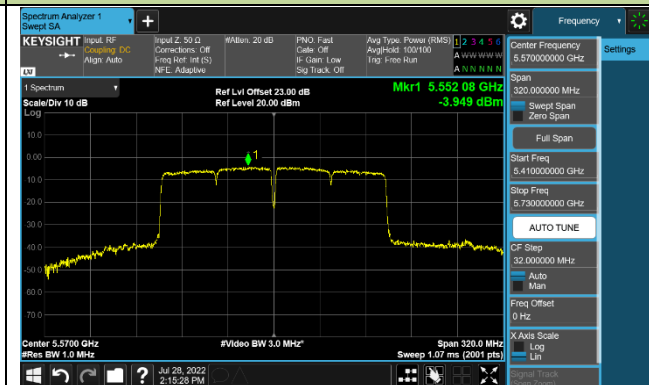 Spectrum Analyzer 1
Swept SA
+
Frequency
KEYSIGHT
Input: RF
Coupling: DC
Align: Auto
Input Z: 50 Ω
Corrections: Off
Freq Ref: Int (S)
NFE: Adaptive
#Atten: 20 dB
PNO: Fast
Gate: Off
IF Gain: Low
Sig Track: Off
Avg Type: Power (RMS)
Avg|Hold: 100/100
Trig: Free Run
1 2 3 4 5 6
A W W W W W
A N N N N N
LXI
1 Spectrum
Scale/Div 10 dB
Log
Ref Lvl Offset 23.00 dB
Ref Level 20.00 dBm
Mkr1 5.552 08 GHz
-3.949 dBm
10.0
0.00
-10.0
-20.0
-30.0
-40.0
-50.0
-60.0
-70.0
1
Center 5.5700 GHz
#Res BW 1.0 MHz
#Video BW 3.0 MHz*
Span 320.0 MHz
Sweep 1.07 ms (2001 pts)
?
Jul 28, 2022
2:15:28 PM
Settings
Center Frequency
5.570000000 GHz
Span
320.000000 MHz
Swept Span
Zero Span
Full Span
Start Freq
5.410000000 GHz
Stop Freq
5.730000000 GHz
AUTO TUNE
CF Step
32.000000 MHz
Auto
Man
Freq Offset
0 Hz
X Axis Scale
Log
Lin
Signal Track
(Span Zoom)